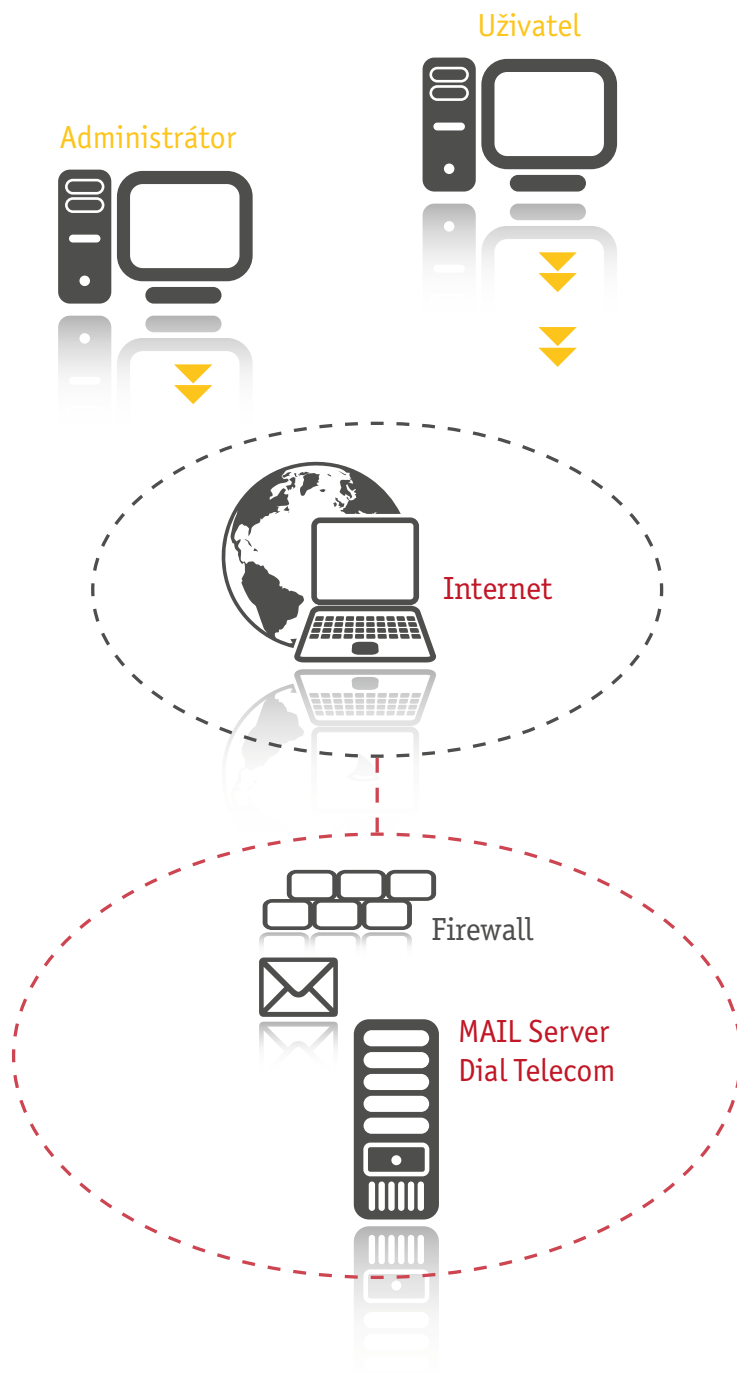 Uživatel
Administrátor
Internet
Firewall
MAIL Server
Dial Telecom